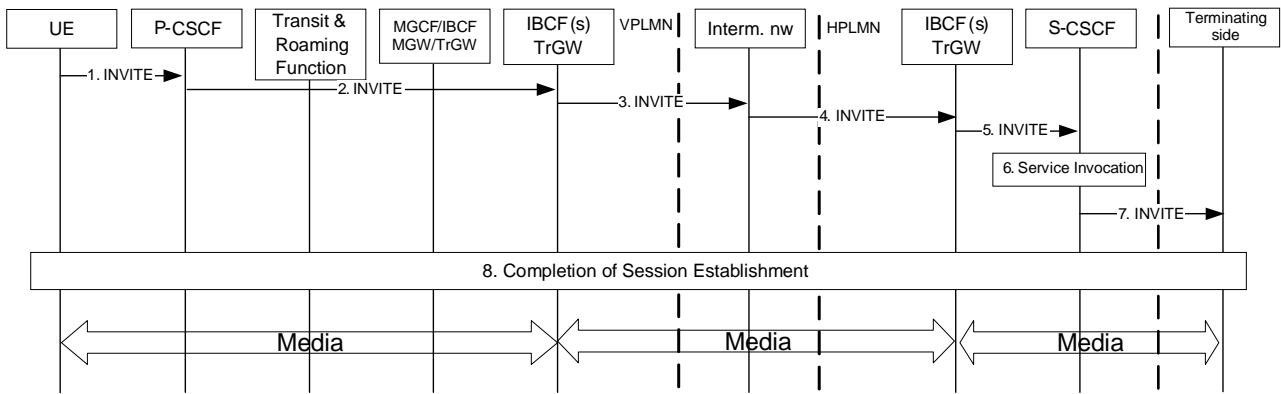 UE
P-CSCF
Transit &
Roaming
Function
MGCF/IBCF
MGW/TrGW
IBCF (s)
TrGW
VPLMN
Interm. nw
HPLMN
IBCF (s)
TrGW
S-CSCF
Terminating
side
1. INVITE
2. INVITE
3. INVITE
4. INVITE
5. INVITE
6. Service Invocation
7. INVITE
8. Completion of Session Establishment
Media
Media
Media